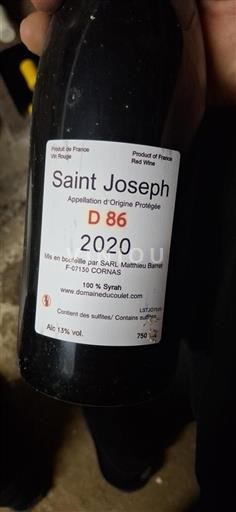 Produit de France
Vin Rouge
Product of France
Red Wine
Saint Joseph
Appellation d'Origine Protégée
D 86
2020
Mis en bouteille par SARL Matthieu Barret
F-07130 CORNAS
100 % Syrah
www.domaineducoulet.com
Contient des sulfites/ Contains sulfites
Alc 13% vol.
750